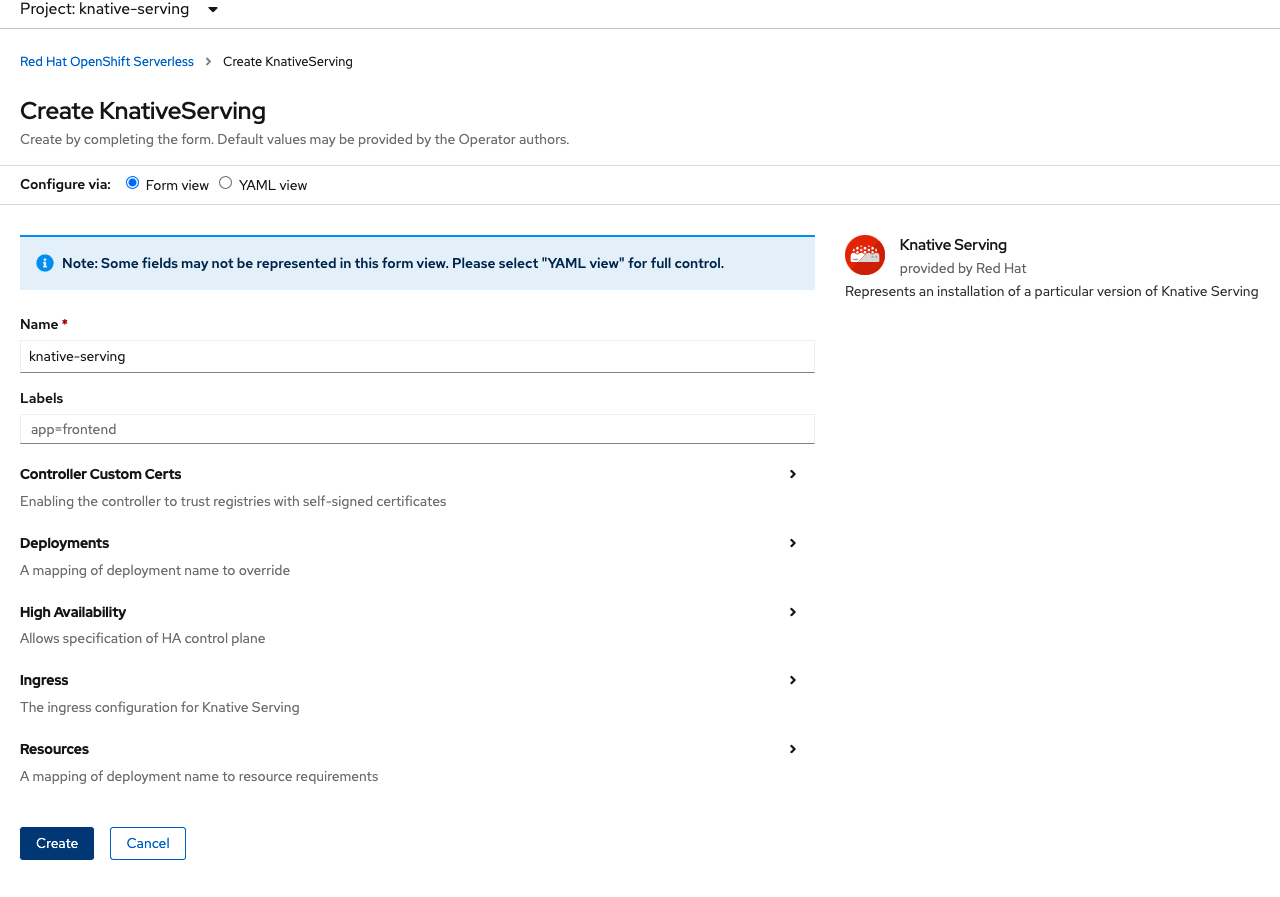 Project: knative-serving
Red Hat OpenShift Serverless > Create KnativeServing
Create KnativeServing
Create by completing the form. Default values may be provided by the Operator authors.
Configure via: Form view YAML view
Note: Some fields may not be represented in this form view. Please select "YAML view" for full control.
Name *
knative-serving
Labels
app=frontend
Controller Custom Certs
Enabling the controller to trust registries with self-signed certificates
Deployments
A mapping of deployment name to override
High Availability
Allows specification of HA control plane
Ingress
The ingress configuration for Knative Serving
Resources
A mapping of deployment name to resource requirements
Create Cancel
Knative Serving
provided by Red Hat
Represents an installation of a particular version of Knative Serving